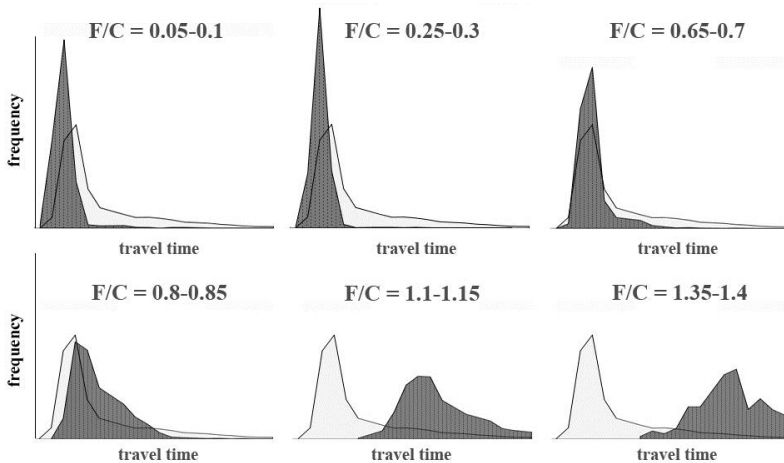 F/C = 0.05-0.1
F/C = 0.25-0.3
F/C = 0.65-0.7
frequency
travel time
travel time
travel time
F/C = 0.8-0.85
F/C = 1.1-1.15
F/C = 1.35-1.4
frequency
travel time
travel time
travel time